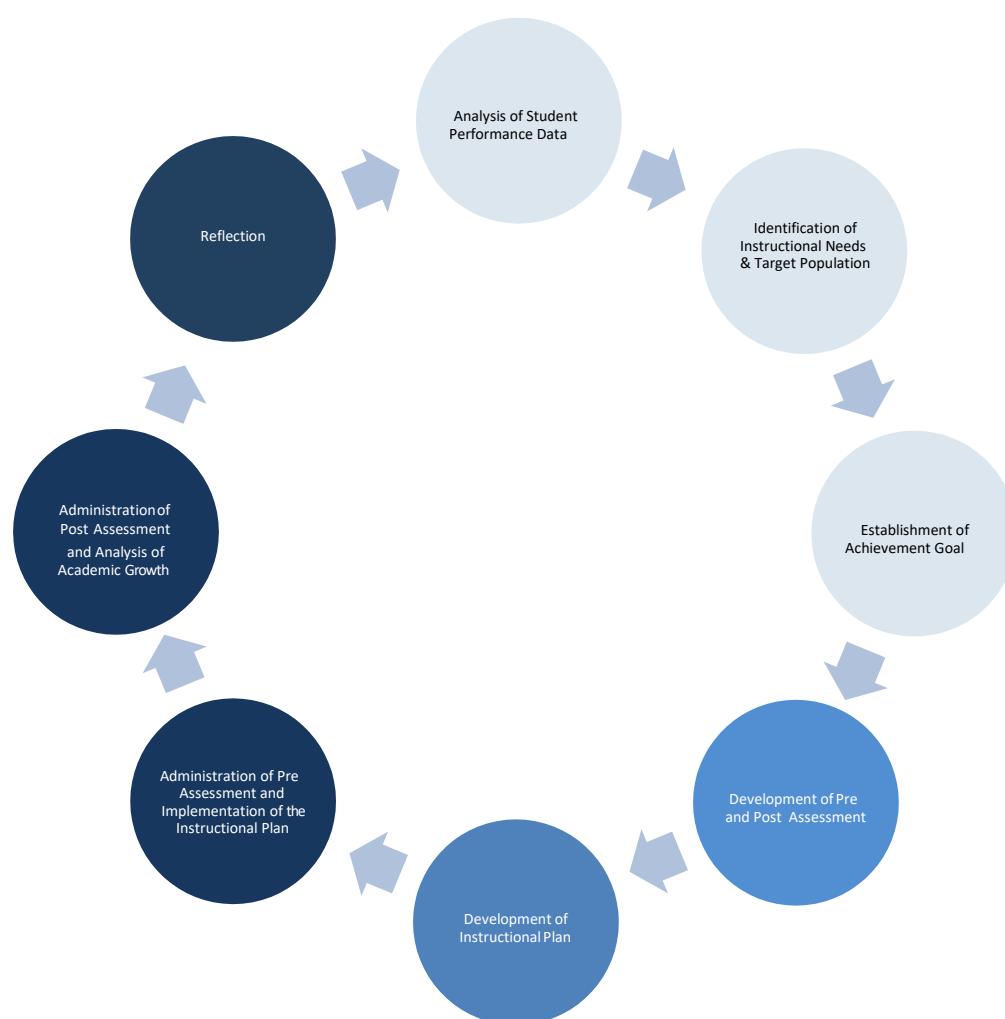 Analysis of Student
Performance Data
Identification of
Instructional Needs
& Target Population
Establishment of
Achievement Goal
Development of Pre
and Post Assessment
Development of
Instructional Plan
Administration of Pre
Assessment and
Implementation of the
Instructional Plan
Administration of
Post Assessment
and Analysis of
Academic Growth
Reflection